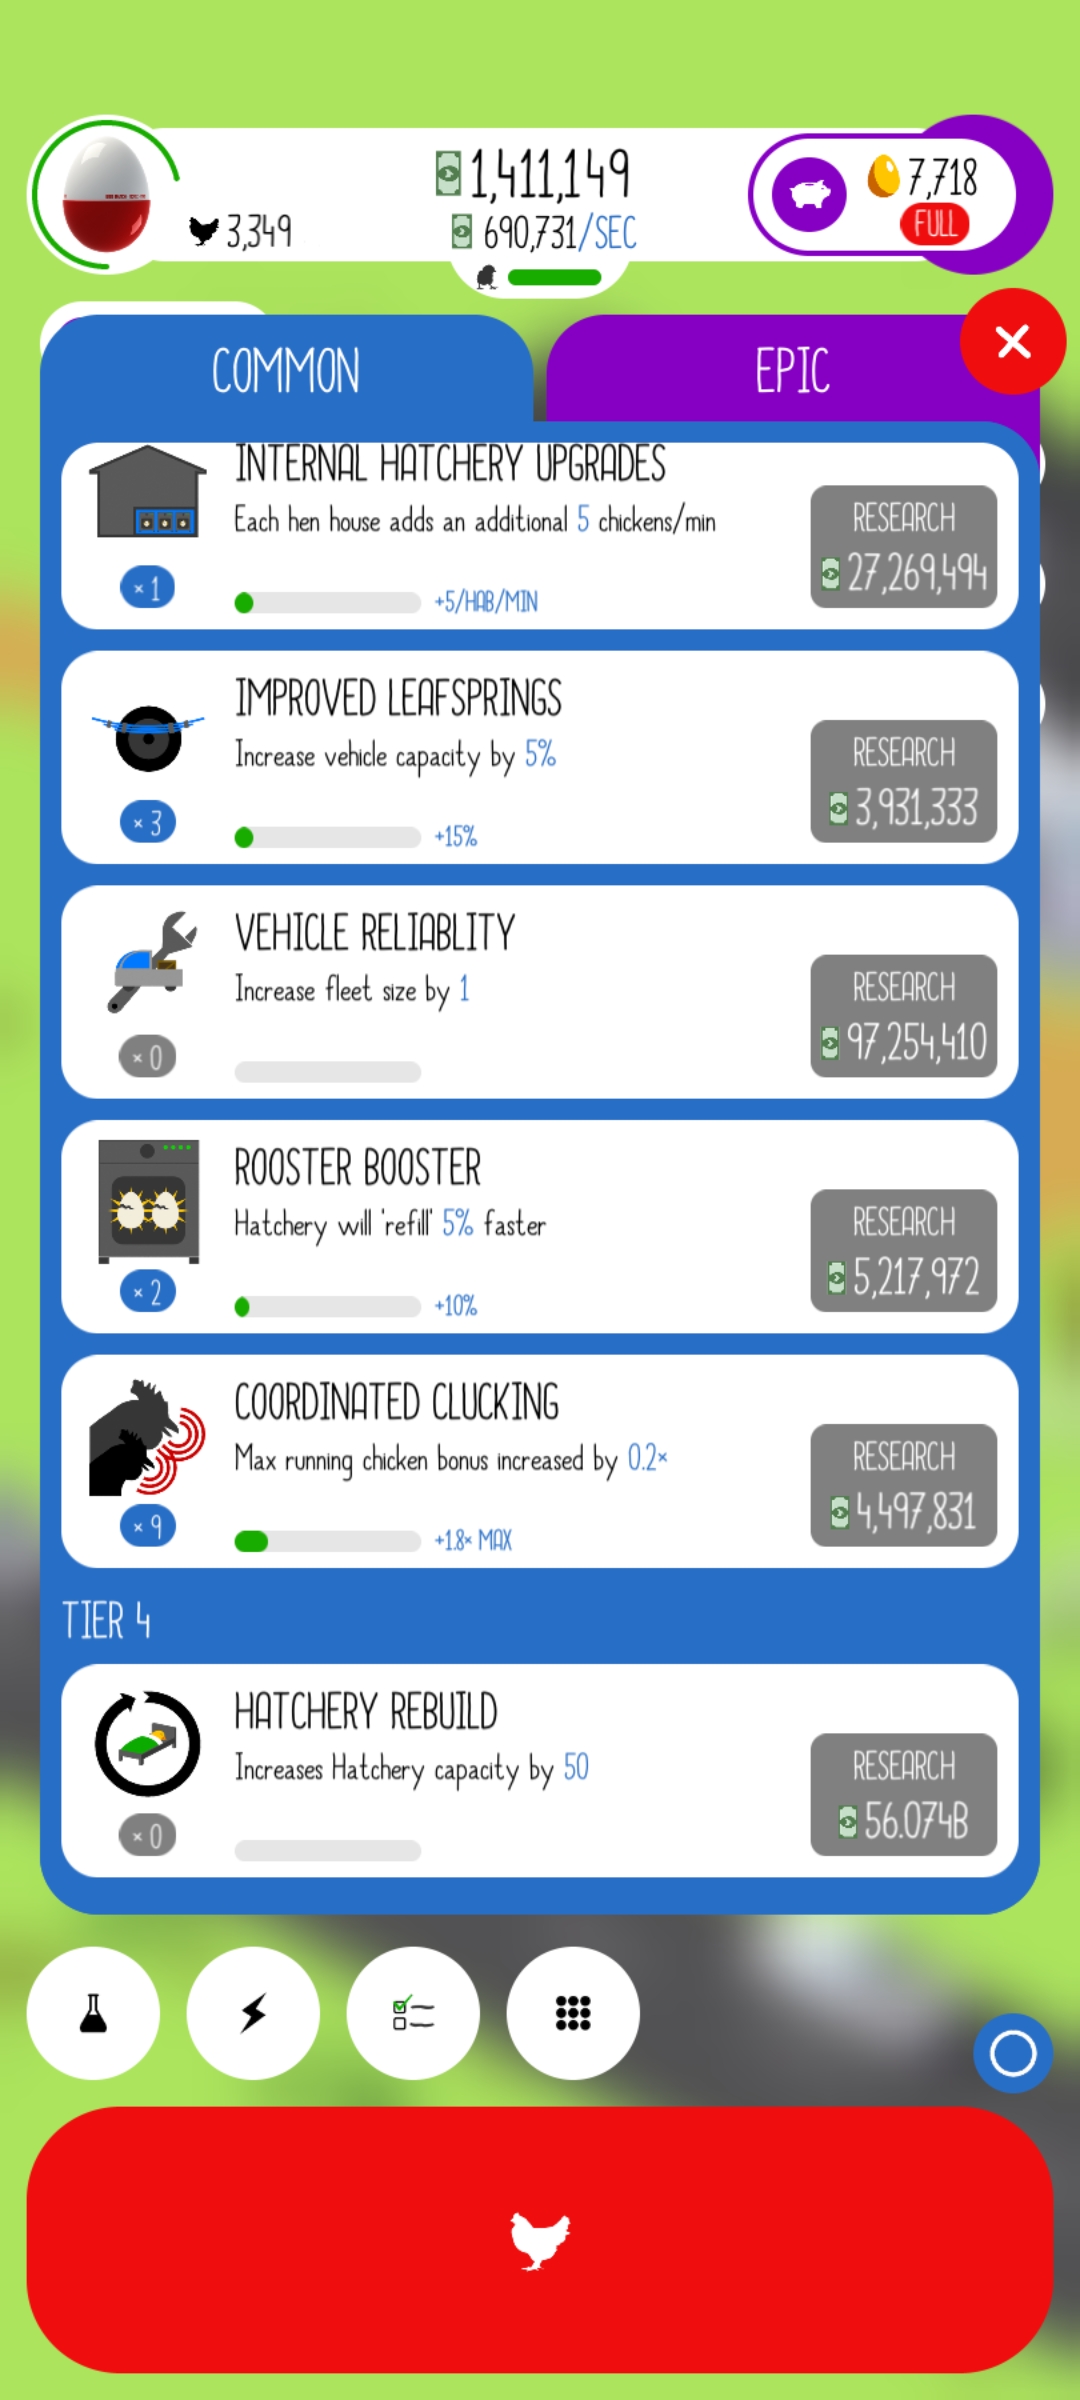 1,411,149
7,718
3,349
690,731/SEC
FULL
COMMON
EPIC
INTERNAL HATCHERY UPGRADES
Each hen house adds an additional 5 chickens/min
RESEARCH
27,269,494
× 1
+5/HAB/MIN
IMPROVED LEAFSPRINGS
Increase vehicle capacity by 5%
RESEARCH
3,931,333
× 3
+15%
VEHICLE RELIABLITY
Increase fleet size by 1
RESEARCH
97,254,410
× 0
ROOSTER BOOSTER
Hatchery will 'refill' 5% faster
RESEARCH
5,217,972
× 2
+10%
COORDINATED CLUCKING
Max running chicken bonus increased by 0.2×
RESEARCH
4,497,831
× 9
+1.8× MAX
TIER 4
HATCHERY REBUILD
Increases Hatchery capacity by 50
RESEARCH
56.074B
× 0